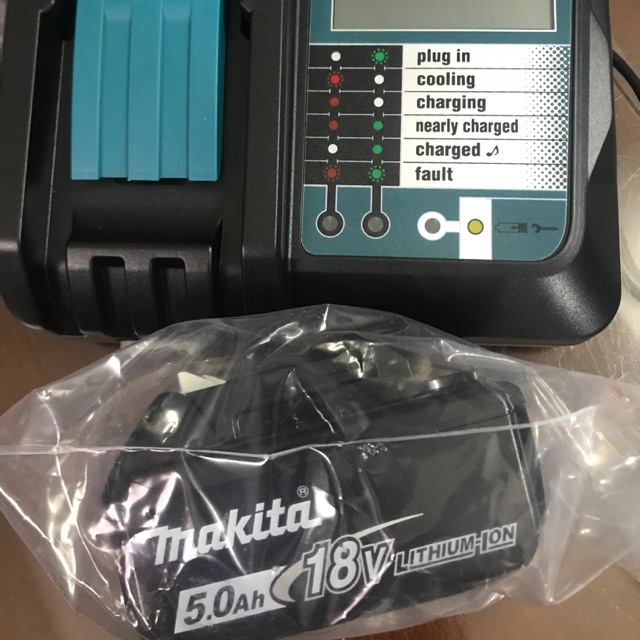 plug in
cooling
charging
nearly charged
charged ♪
fault
makita®
5.0Ah 18V LITHIUM-ION